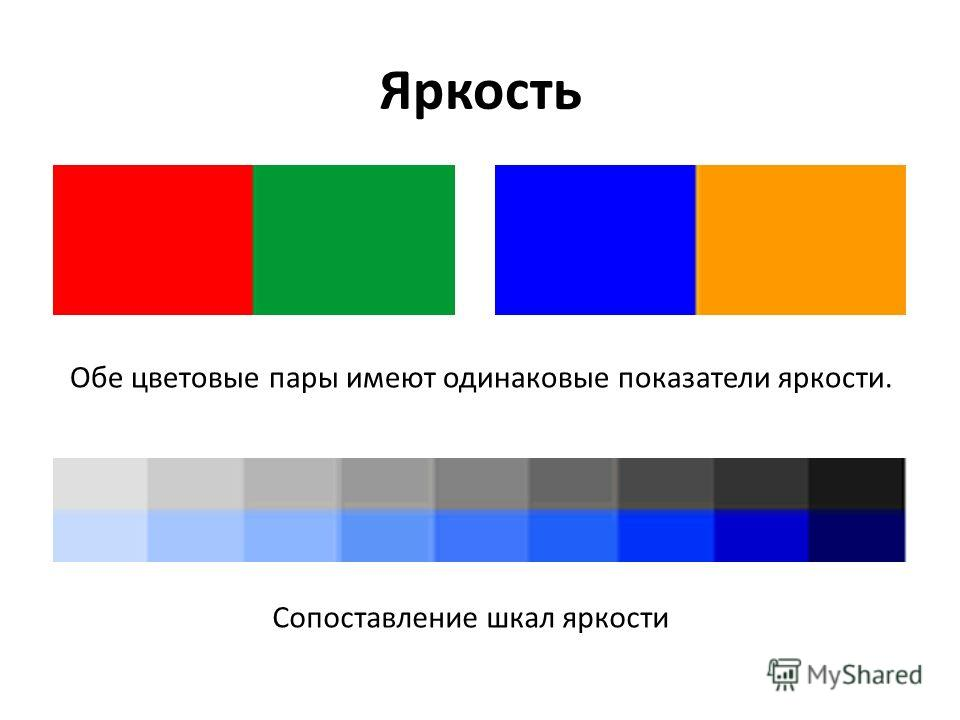 Яркость
Обе цветовые пары имеют одинаковые показатели яркости.
Сопоставление шкал яркости
MyShared